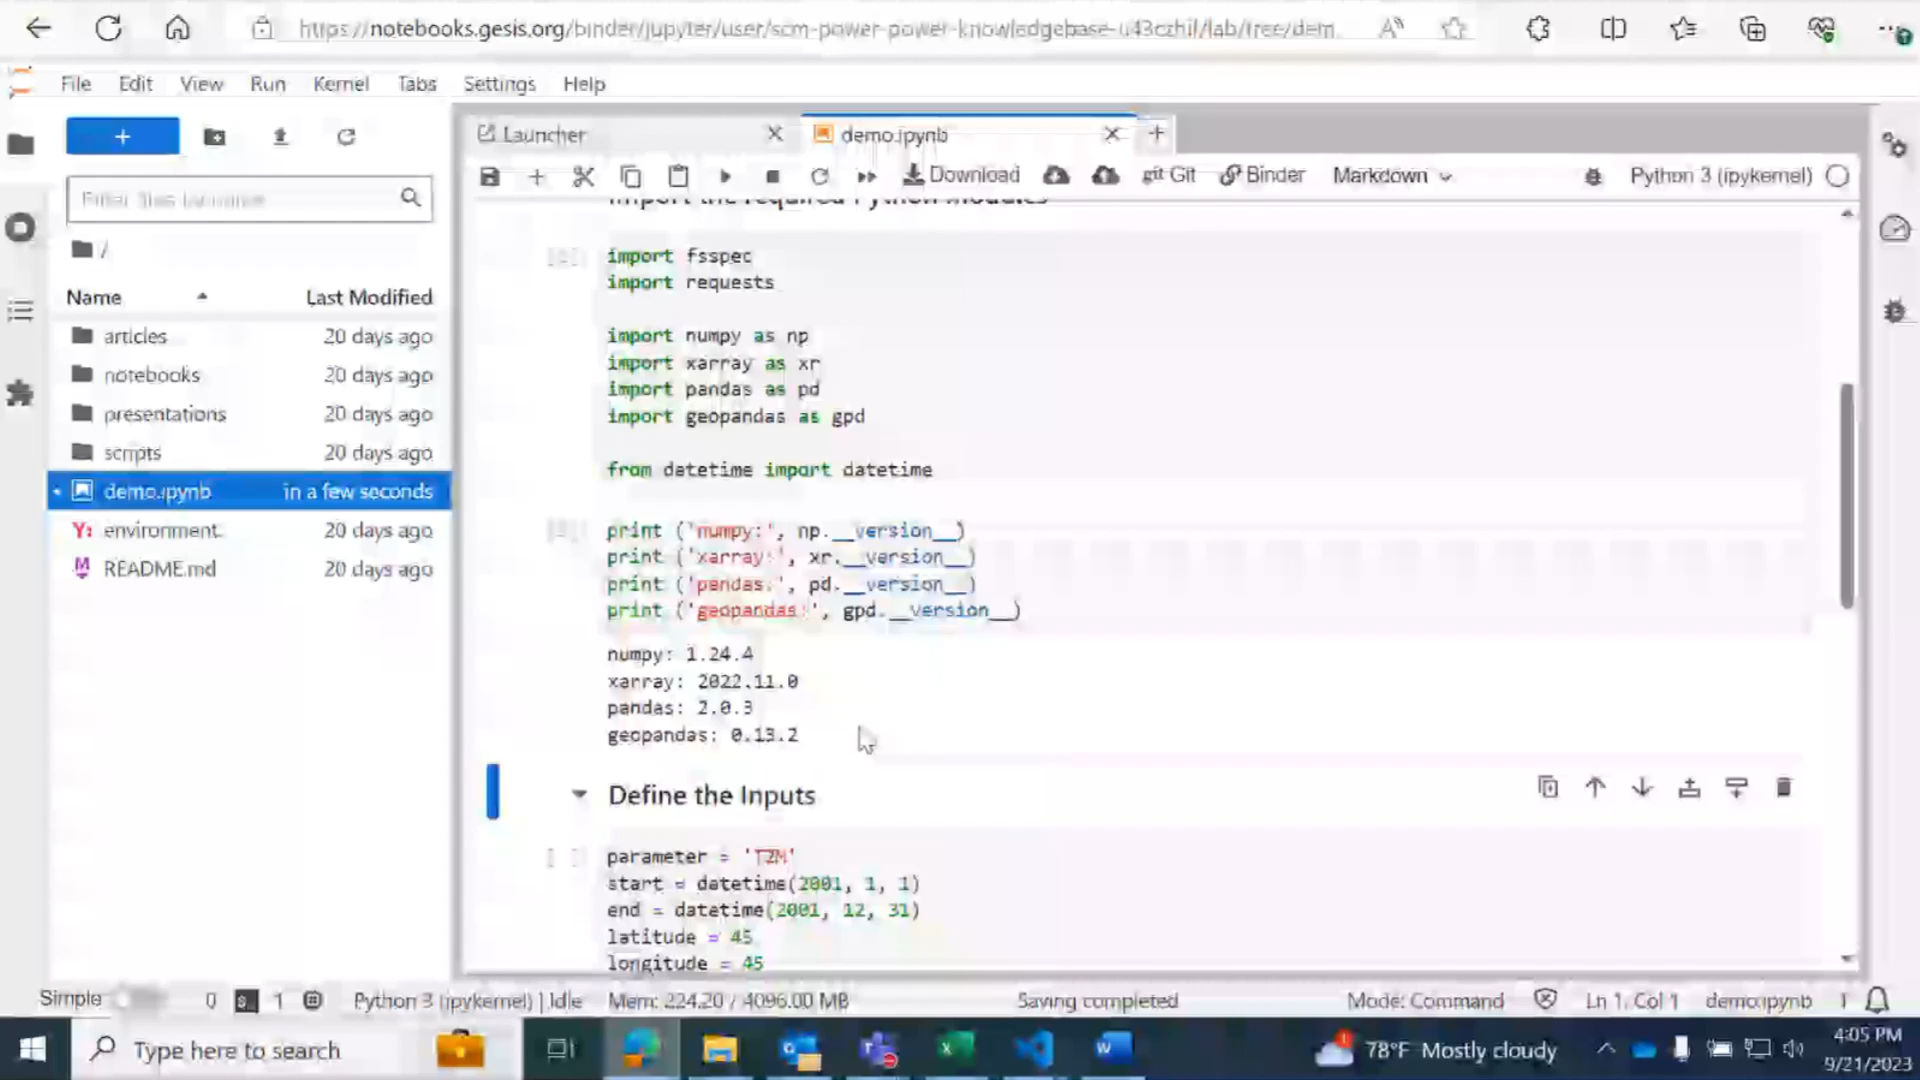 https://notebooks.gesis.org/binder/jupyter/user/scm-power-power-knowledgebase-u43czhil/lab/tree/dem...
File Edit View Run Kernel Tabs Settings Help
+
Launcher
demo.ipynb
Download
git Git
Binder
Markdown
Python 3 (ipykernel)
/
Name
Last Modified
articles 20 days ago
notebooks 20 days ago
presentations 20 days ago
scripts 20 days ago
demo.ipynb in a few seconds
Y: environment. 20 days ago
README.md 20 days ago
Import the required Python modules
import fsspec
import requests
import numpy as np
import xarray as xr
import pandas as pd
import geopandas as gpd
from datetime import datetime
print ('numpy:', np.__version__)
print ('xarray:', xr.__version__)
print ('pandas:', pd.__version__)
print ('geopandas:', gpd.__version__)
numpy: 1.24.4
xarray: 2022.11.0
pandas: 2.0.3
geopandas: 0.13.2
Define the Inputs
[ ]
parameter = 'T2M'
start = datetime(2001, 1, 1)
end = datetime(2001, 12, 31)
latitude = 45
longitude = 45
Simple 0 1 Python 3 (ipykernel) | Idle Mem: 224.20 / 4096.00 MB Saving completed Mode: Command Ln 1, Col 1 demo.ipynb 1
Type here to search
78°F Mostly cloudy
4:05 PM
9/21/2023